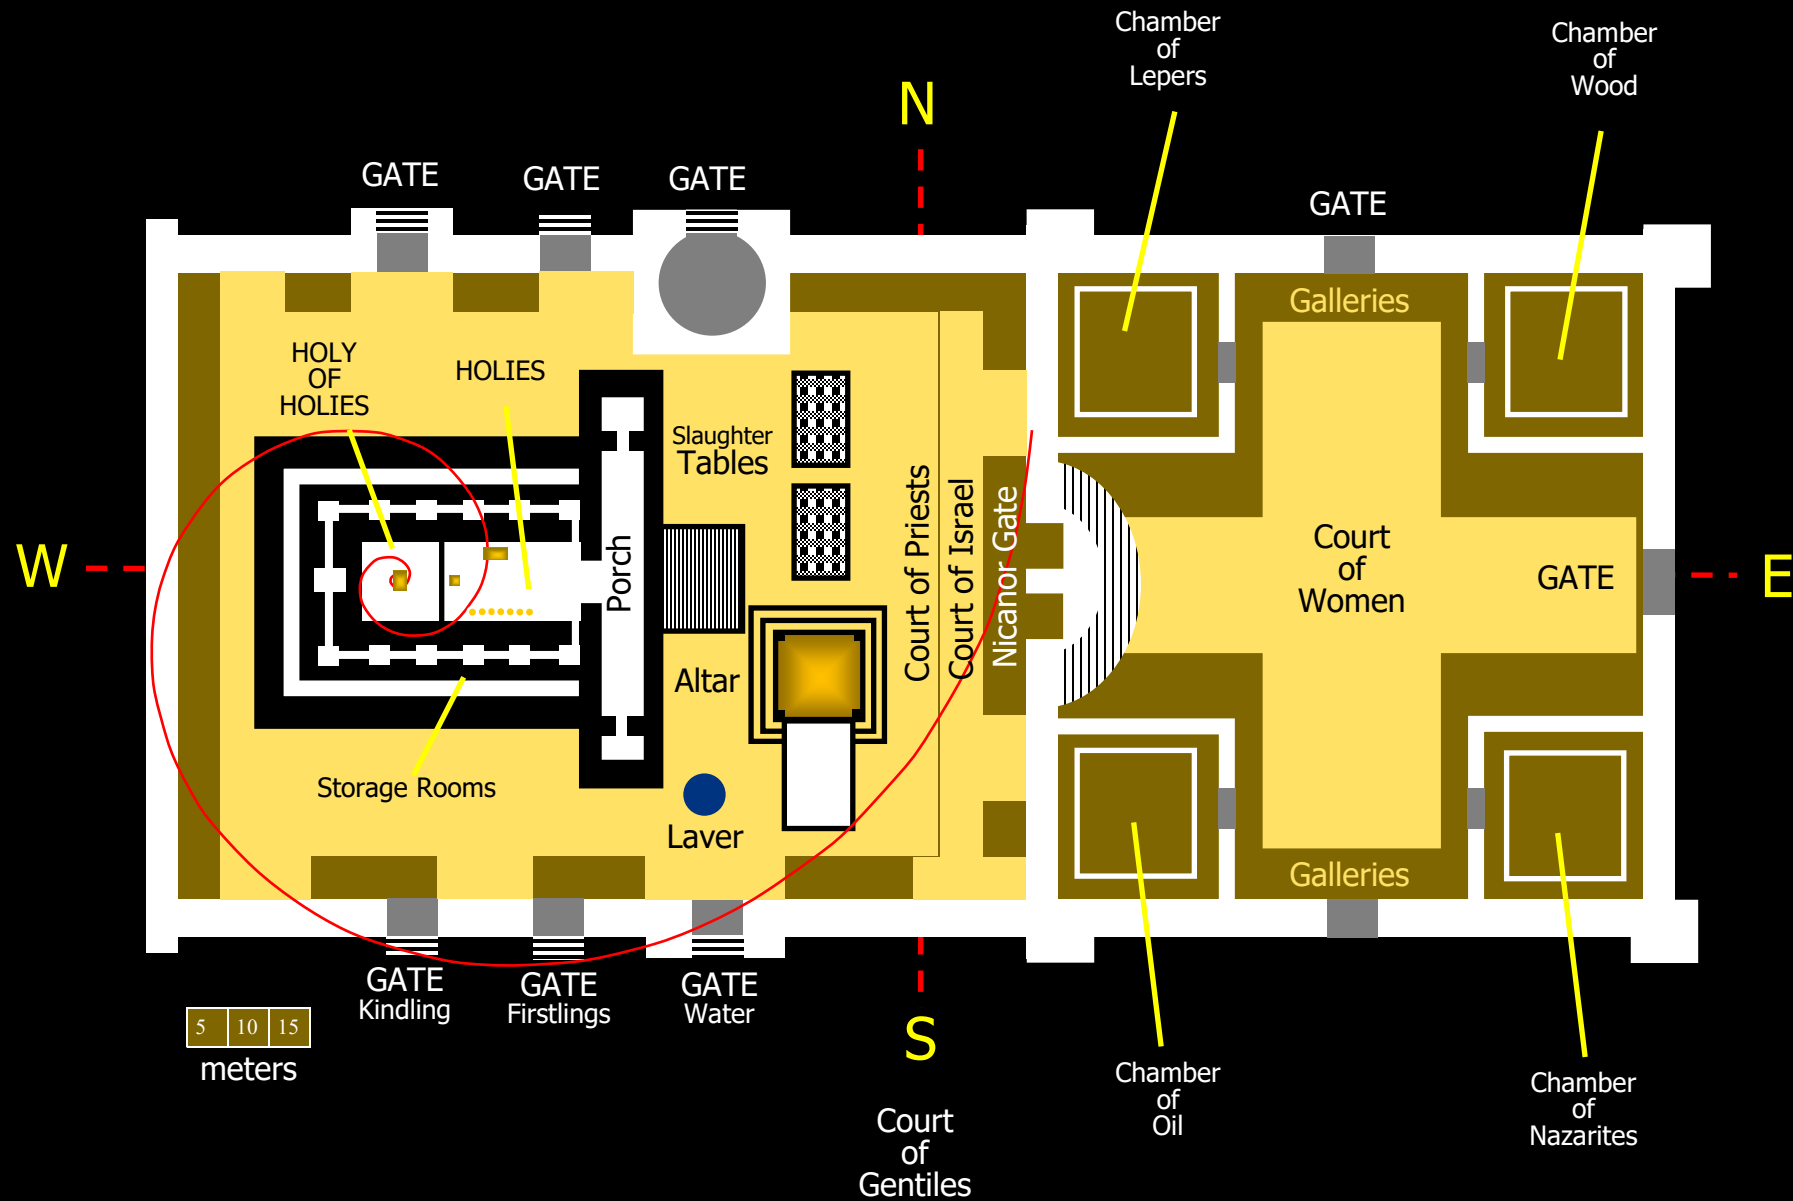 Chamber
of
Lepers
Chamber
of
Wood
N
GATE
GATE
GATE
GATE
Galleries
HOLY
OF
HOLIES
HOLIES
Slaughter
Tables
Court of Priests
Court of Israel
Nicanor Gate
Porch
Court
of
Women
GATE
W
E
Altar
Storage Rooms
Laver
Galleries
GATE
Kindling
GATE
Firstlings
GATE
Water
5 10 15
meters
S
Court
of
Gentiles
Chamber
of
Oil
Chamber
of
Nazarites